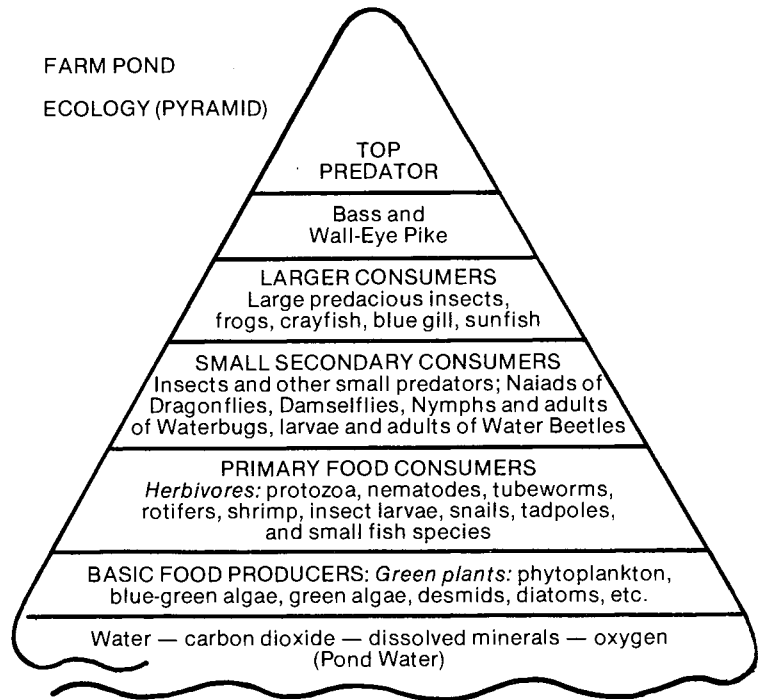 FARM POND
ECOLOGY (PYRAMID)
TOP
PREDATOR
Bass and
Wall-Eye Pike
LARGER CONSUMERS
Large predacious insects,
frogs, crayfish, blue gill, sunfish
SMALL SECONDARY CONSUMERS
Insects and other small predators; Naiads of
Dragonflies, Damselflies, Nymphs and adults
of Waterbugs, larvae and adults of Water Beetles
PRIMARY FOOD CONSUMERS
Herbivores: protozoa, nematodes, tubeworms,
rotifers, shrimp, insect larvae, snails, tadpoles,
and small fish species
BASIC FOOD PRODUCERS: Green plants: phytoplankton,
blue-green algae, green algae, desmids, diatoms, etc.
Water — carbon dioxide — dissolved minerals — oxygen
(Pond Water)